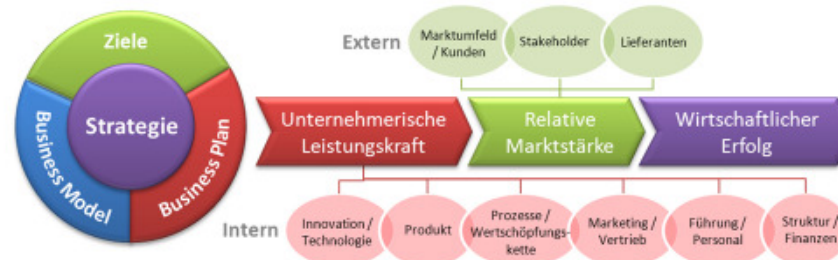 Ziele
Strategie
Business Model
Business Plan
Extern
Marktumfeld
/ Kunden
Stakeholder
Lieferanten
Unternehmerische
Leistungskraft
Relative
Marktstärke
Wirtschaftlicher
Erfolg
Intern
Innovation /
Technologie
Produkt
Prozesse /
Wertschöpfungs-
kette
Marketing /
Vertrieb
Führung /
Personal
Struktur /
Finanzen